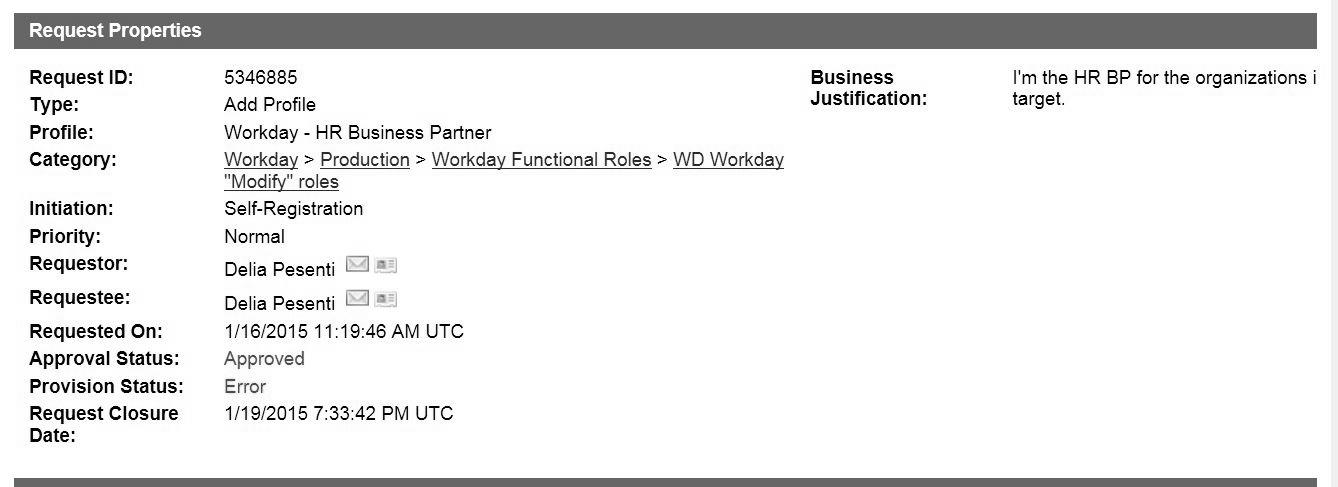 Request Properties
Request ID: 5346885
Type: Add Profile
Profile: Workday - HR Business Partner
Category: Workday > Production > Workday Functional Roles > WD Workday
"Modify" roles
Initiation: Self-Registration
Priority: Normal
Requestor: Delia Pesenti
Requestee: Delia Pesenti
Requested On: 1/16/2015 11:19:46 AM UTC
Approval Status: Approved
Provision Status: Error
Request Closure 1/19/2015 7:33:42 PM UTC
Date:
Business I'm the HR BP for the organizations i
Justification: target.